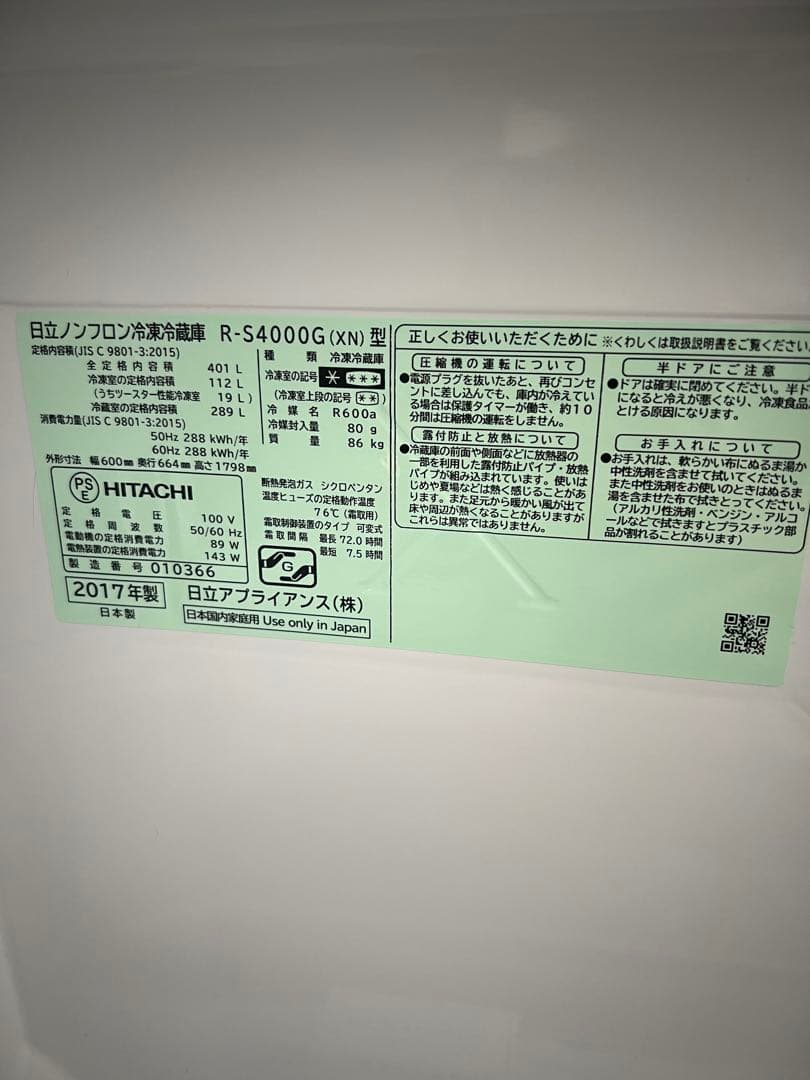 日立ノンフロン冷凍冷蔵庫 R-S4000G(XN)型
定格内容積(JIS C 9801-3:2015)
全定格内容積 401 L
冷凍室の定格内容積 112 L
(うちツースター性能冷凍室 19 L)
冷蔵室の定格内容積 289 L
消費電力量(JIS C 9801-3:2015)
50Hz 288 kWh/年
60Hz 288 kWh/年
外形寸法 幅600㎜ 奥行664㎜ 高さ1798㎜
種類 冷凍冷蔵庫
冷凍室の記号 * ***
(冷凍室上段の記号 **)
冷媒名 R600a
冷媒封入量 80 g
質量 86 kg
PS
E
HITACHI
定格電圧 100 V
定格周波数 50/60 Hz
電動機の定格消費電力 89 W
電熱装置の定格消費電力 143 W
製造番号 010366
断熱発泡ガス シクロペンタン
温度ヒューズの定格動作温度
76℃(霜取用)
霜取制御装置のタイプ 可変式
霜取間隔 最長 72.0 時間
最短 7.5 時間
G
2017年製
日本製
日立アプライアンス(株)
日本国内家庭用 Use only in Japan
正しくお使いいただくために ※くわしくは取扱説明書をご覧ください。
圧縮機の運転について
●電源プラグを抜いたあと、再びコンセ
ントに差し込んでも、庫内が冷えてい
る場合は保護タイマーが働き、約10
分間は圧縮機の運転をしません。
露付防止と放熱について
●冷蔵庫の前面や側面などに放熱器の
一部を利用した露付防止パイプ・放熱
パイプが組み込まれています。使いは
じめや夏場などは熱く感じることがあ
ります。また足元から暖かい風が出て
床や周辺が熱くなることがありますが
これらは異常ではありません。
半ドアにご注意
●ドアは確実に閉めてください。半ド
になると冷えが悪くなり、冷凍食品
とける原因になります。
お手入れについて
●お手入れは、軟らかい布にぬるま湯か
中性洗剤を含ませて拭いてください。
また中性洗剤をお使いのときはぬるま
湯を含ませた布で拭きとってください。
(アルカリ性洗剤・ベンジン・アルコ
ールなどで拭きますとプラスチック部
品が割れることがあります)